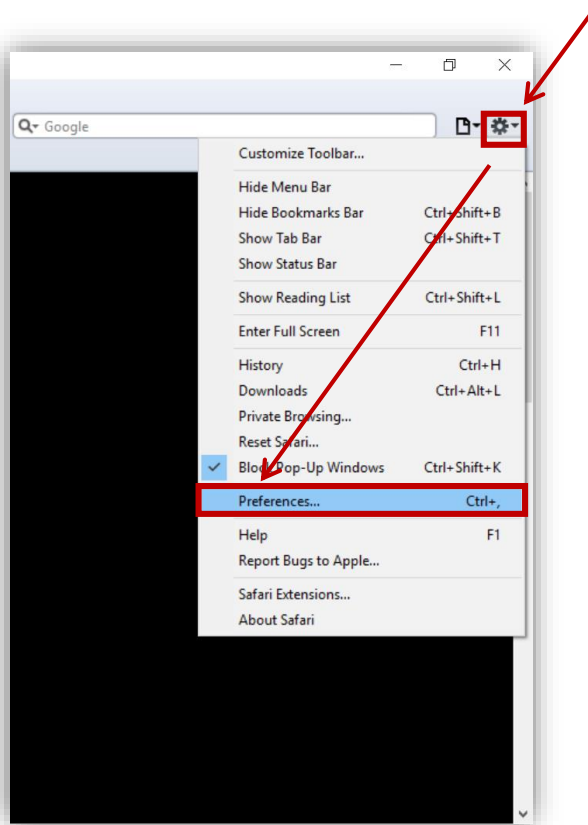 Google
Customize Toolbar...
Hide Menu Bar
Hide Bookmarks Bar Ctrl+Shift+B
Show Tab Bar Ctrl+Shift+T
Show Status Bar
Show Reading List Ctrl+Shift+L
Enter Full Screen F11
History Ctrl+H
Downloads Ctrl+Alt+L
Private Browsing...
Reset Safari...
Block Pop-Up Windows Ctrl+Shift+K
Preferences... Ctrl+,
Help F1
Report Bugs to Apple...
Safari Extensions...
About Safari